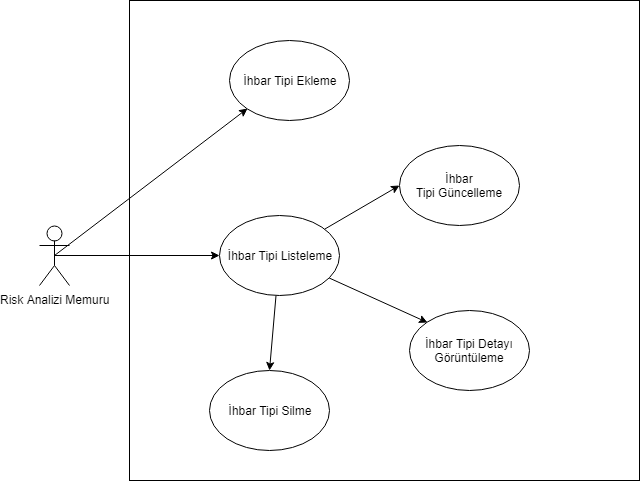 İhbar Tipi Ekleme
İhbar
Tipi Güncelleme
İhbar Tipi Listeleme
Risk Analizi Memuru
İhbar Tipi Detayı
Görüntüleme
İhbar Tipi Silme